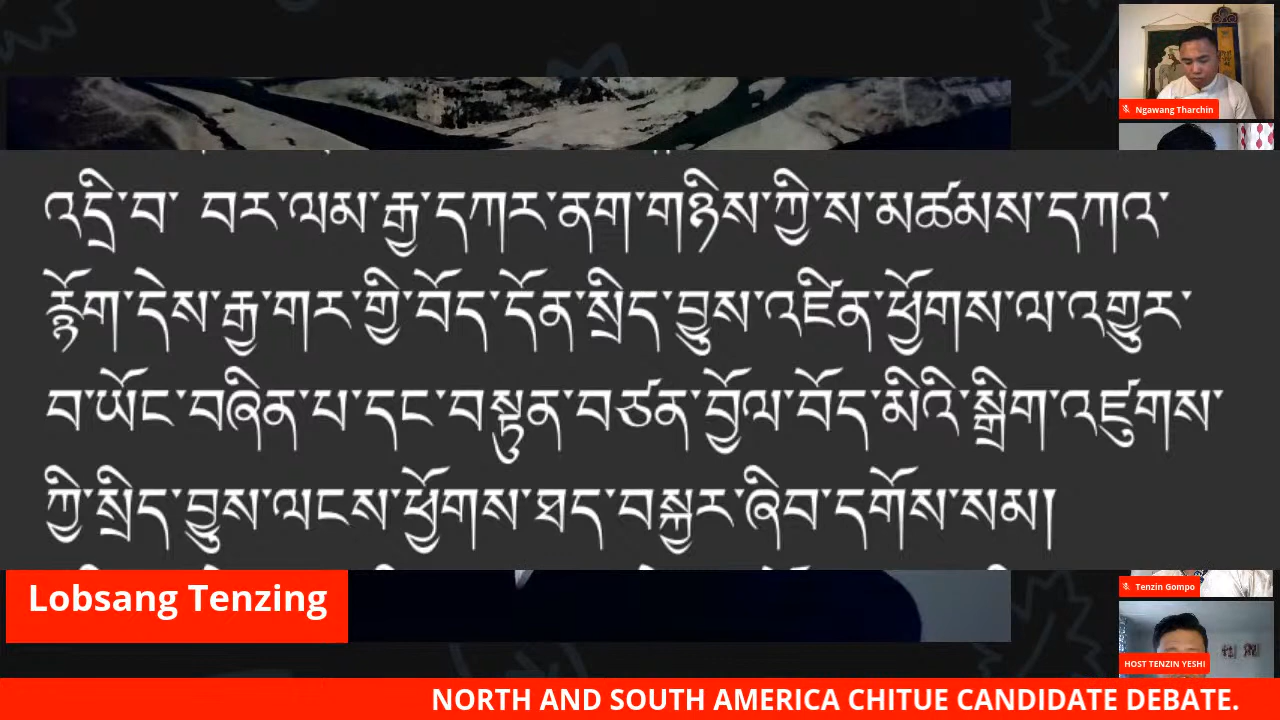 Ngawang Tharchin
འདྲི་བ་ བར་ལམ་རྒྱ་དཀར་ནག་གཉིས་ཀྱི་ས་མཚམས་དཀའ་
རྙོག་དེས་རྒྱ་གར་གྱི་བོད་དོན་སྲིད་བྱུས་འཛིན་ཕྱོགས་ལ་འགྱུར་
བ་ཡོང་བཞིན་པ་དང་བསྟུན་བཙན་བྱོལ་བོད་མིའི་སྒྲིག་འཛུགས་
ཀྱི་སྲིད་བྱུས་ལངས་ཕྱོགས་ཐད་བསྐྱར་ཞིབ་དགོས་སམ།
Tenzin Gompo
Lobsang Tenzing
HOST TENZIN YESHI
NORTH AND SOUTH AMERICA CHITUE CANDIDATE DEBATE.